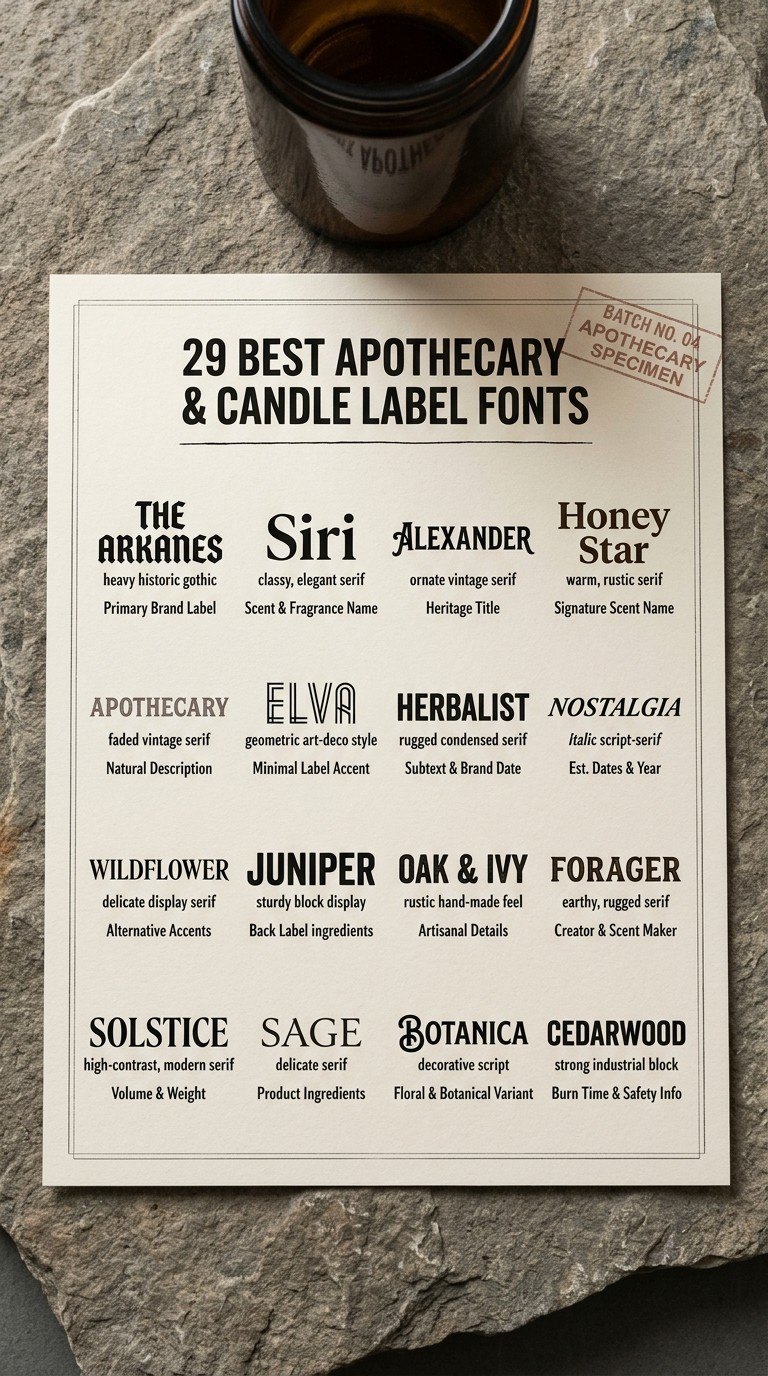 APOTHEC
BATCH NO. 04
APOTHECARY
SPECIMEN
29 BEST APOTHECARY
& CANDLE LABEL FONTS
THE
ARKANES
heavy historic gothic
Primary Brand Label
Siri
classy, elegant serif
Scent & Fragrance Name
ALEXANDER
ornate vintage serif
Heritage Title
Honey
Star
warm, rustic serif
Signature Scent Name
APOTHECARY
faded vintage serif
Natural Description
ELVA
geometric art-deco style
Minimal Label Accent
HERBALIST
rugged condensed serif
Subtext & Brand Date
NOSTALGIA
Italic script-serif
Est. Dates & Year
WILDFLOWER
delicate display serif
Alternative Accents
JUNIPER
sturdy block display
Back Label ingredients
OAK & IVY
rustic hand-made feel
Artisanal Details
FORAGER
earthy, rugged serif
Creator & Scent Maker
SOLSTICE
high-contrast, modern serif
Volume & Weight
SAGE
delicate serif
Product Ingredients
BOTANICA
decorative script
Floral & Botanical Variant
CEDARWOOD
strong industrial block
Burn Time & Safety Info